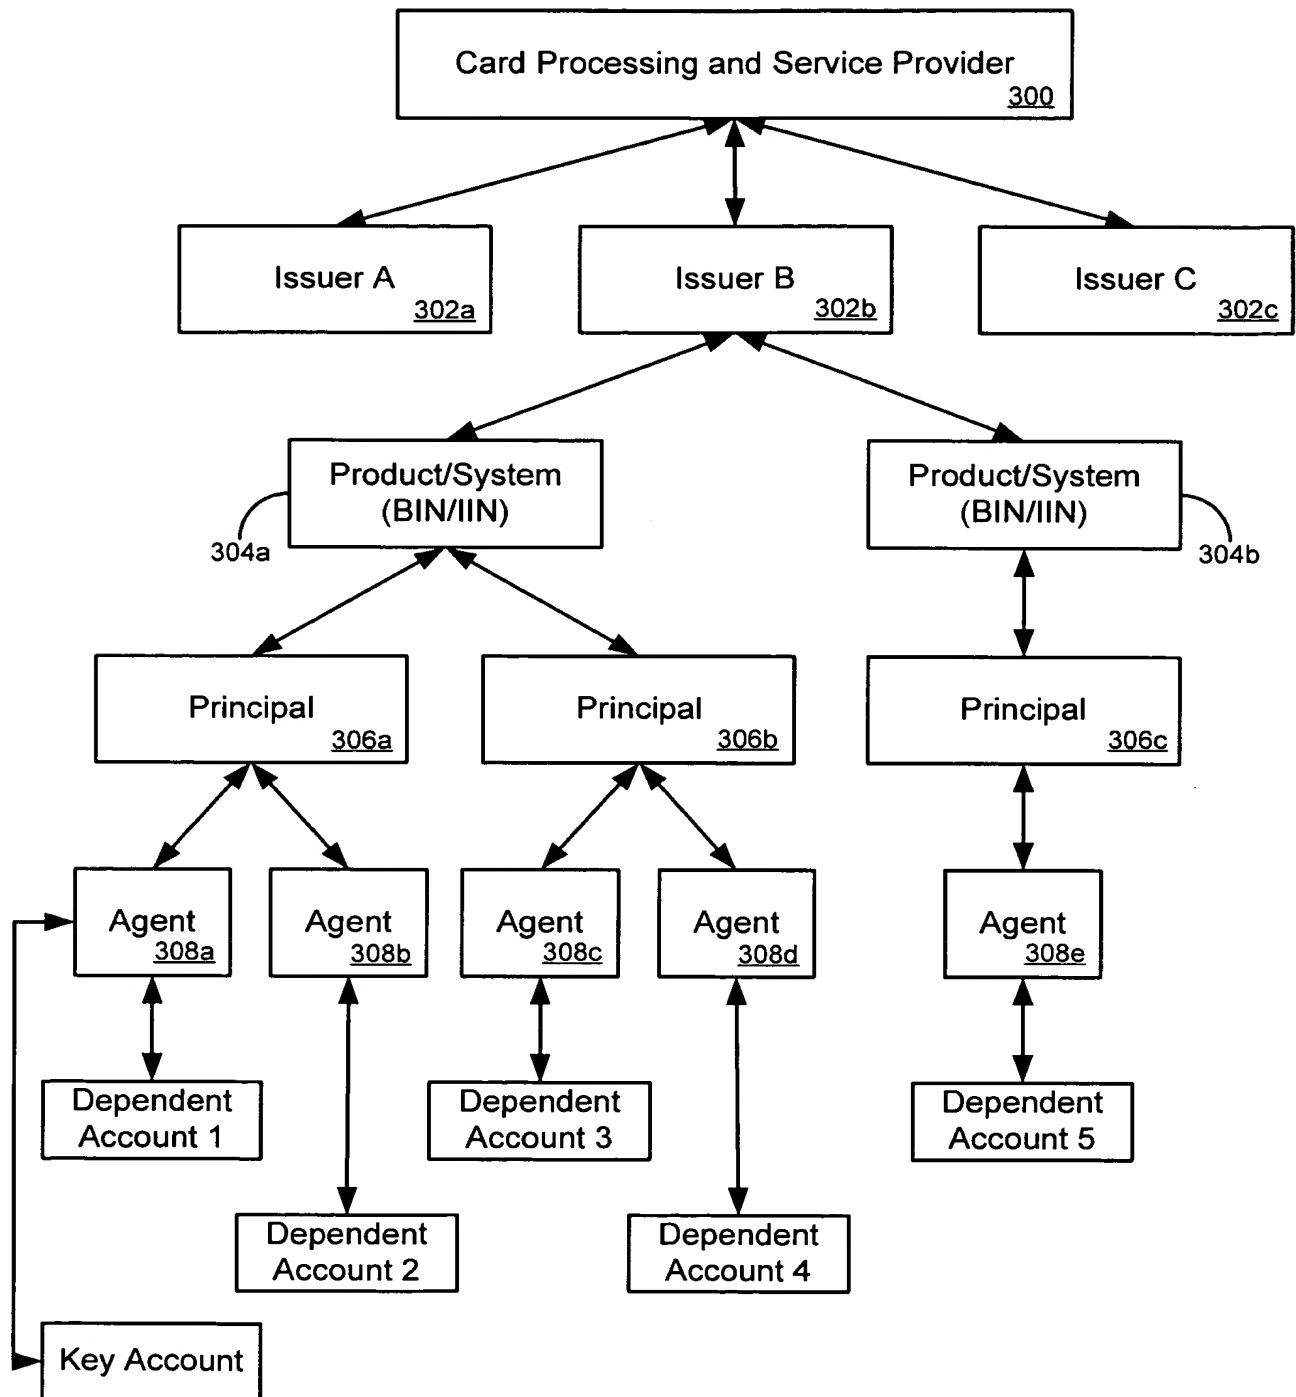 Card Processing and Service Provider
300
Issuer A
302a
Issuer B
302b
Issuer C
302c
Product/System
(BIN/IIN)
304a
Product/System
(BIN/IIN)
304b
Principal
306a
Principal
306b
Principal
306c
Agent
308a
Agent
308b
Agent
308c
Agent
308d
Agent
308e
Dependent
Account 1
Dependent
Account 3
Dependent
Account 5
Dependent
Account 2
Dependent
Account 4
Key Account